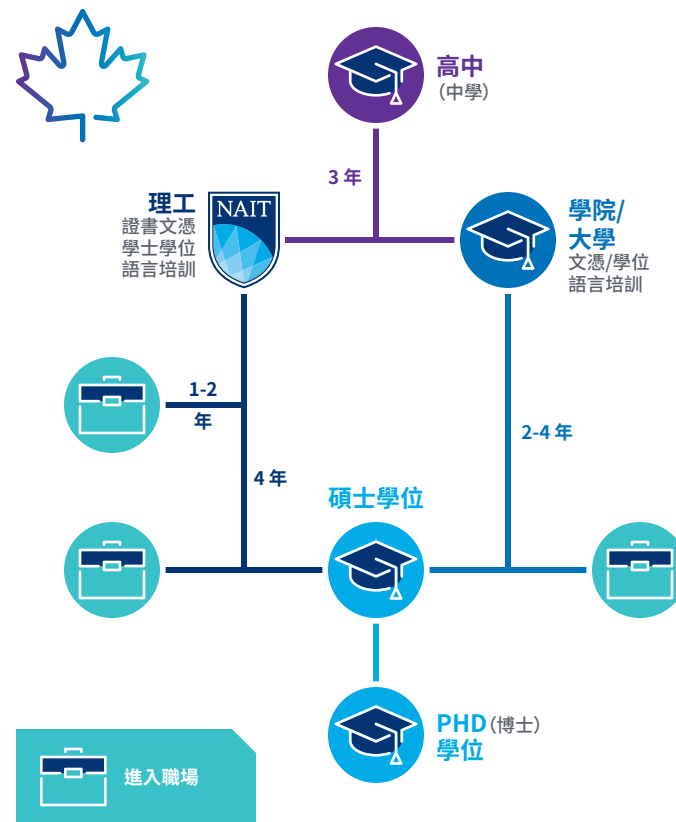 高中
（中學）
3 年
理工
證書文憑
學士學位
語言培訓
NAIT
學院/
大學
文憑/學位
語言培訓
1-2
年
2-4 年
4 年
碩士學位
PHD（博士）
學位
進入職場